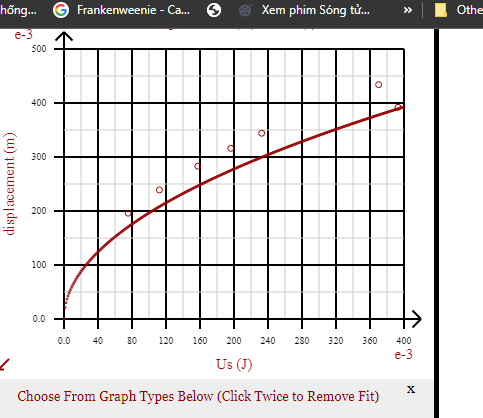 hống... Frankenweenie - Ca... Xem phim Sóng tử... » Othe
e-3
500
400
300
200
100
0.0
displacement (m)
0.0 40 80 120 160 200 240 280 320 360 400
e-3
Us (J)
Choose From Graph Types Below (Click Twice to Remove Fit) x